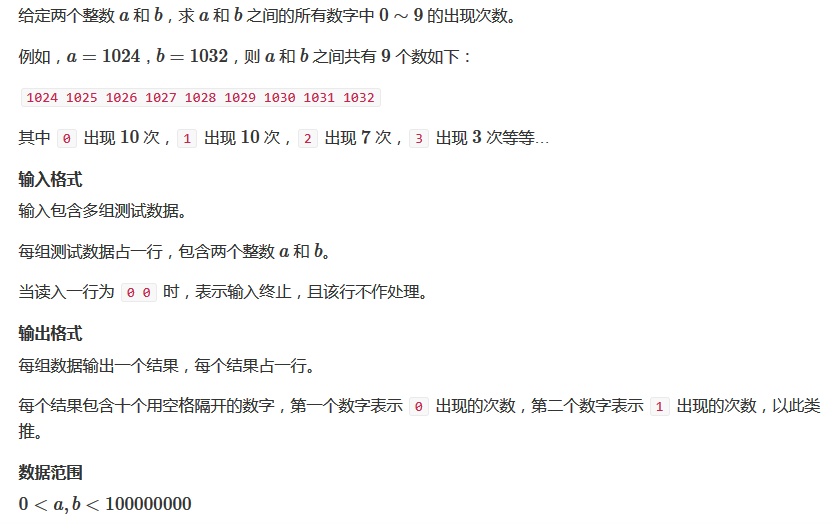 给定两个整数 a 和 b，求 a 和 b 之间的所有数字中 0 ~ 9 的出现次数。
例如，a = 1024，b = 1032，则 a 和 b 之间共有 9 个数如下：
1024 1025 1026 1027 1028 1029 1030 1031 1032
其中 0 出现 10 次，1 出现 10 次，2 出现 7 次，3 出现 3 次等等...
输入格式
输入包含多组测试数据。
每组测试数据占一行，包含两个整数 a 和 b。
当读入一行为 0 0 时，表示输入终止，且该行不作处理。
输出格式
每组数据输出一个结果，每个结果占一行。
每个结果包含十个用空格隔开的数字，第一个数字表示 0 出现的次数，第二个数字表示 1 出现的次数，以此类
推。
数据范围
0 < a, b < 100000000